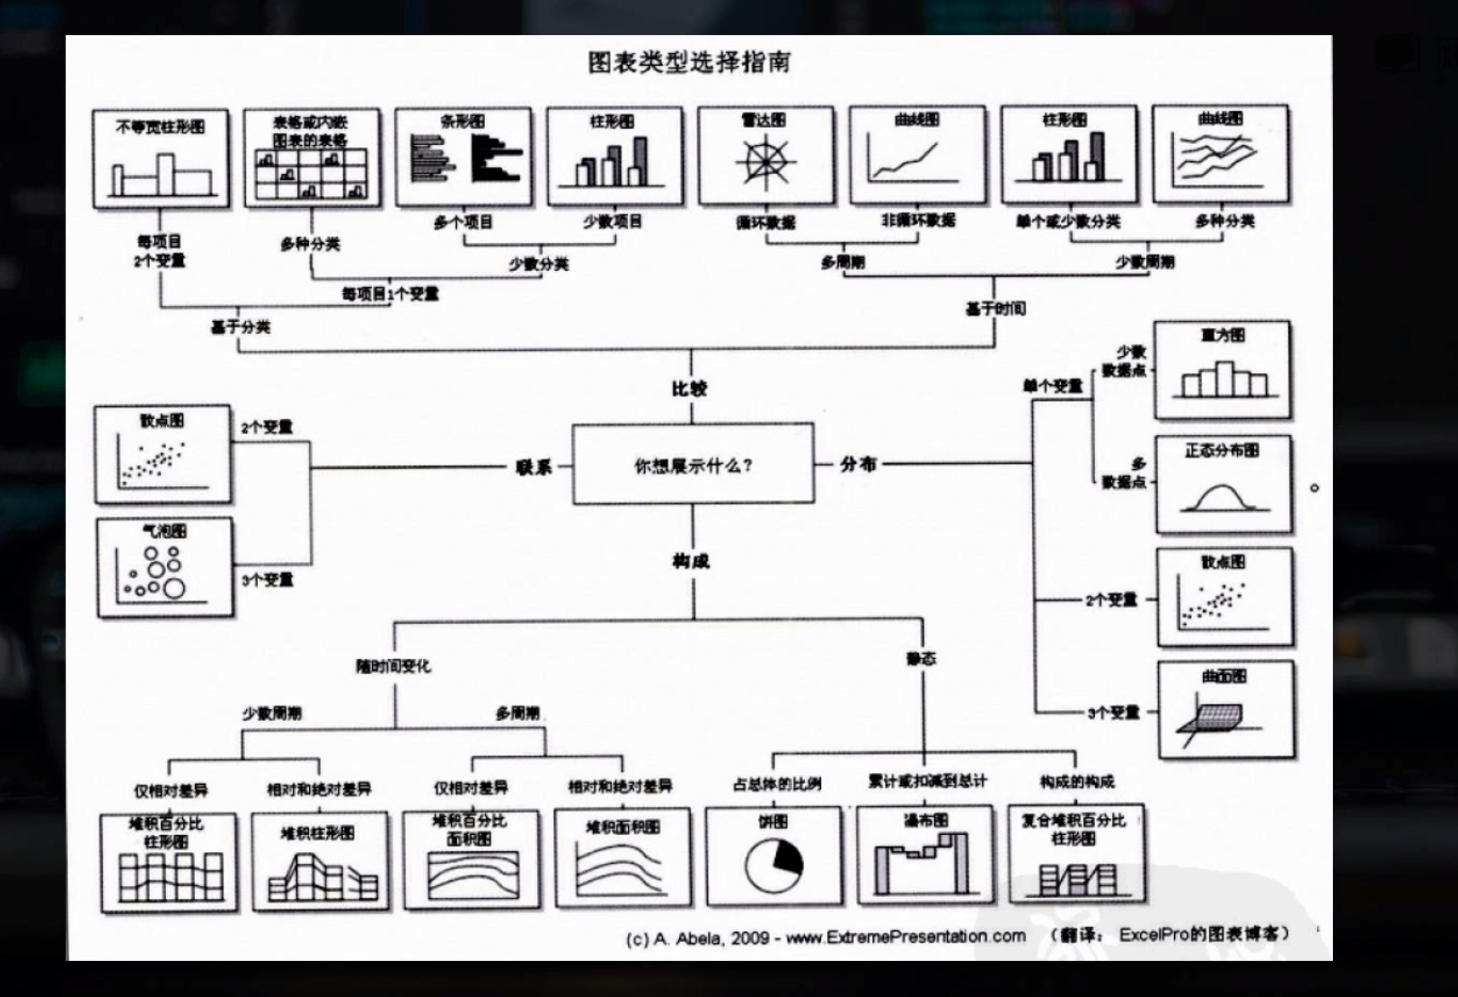 图表类型选择指南
不等宽柱形图
表格或内嵌
图表的表格
条形图
柱形图
雷达图
曲线图
柱形图
曲线图
每项目
2个变量
多种分类
多个项目
少数项目
循环数据
非循环数据
单个或少数分类
多种分类
少数分类
多周期
少数周期
每项目1个变量
基于时间
基于分类
比较
单个变量
少数
数据点
直方图
散点图
2个变量
联系
你想展示什么?
分布
多
数据点
正态分布图
气泡图
3个变量
构成
散点图
2个变量
随时间变化
静态
曲面图
3个变量
少数周期
多周期
仅相对差异
相对和绝对差异
仅相对差异
相对和绝对差异
占总体的比例
累计或扣减到总计
构成的构成
堆积百分比
柱形图
堆积柱形图
堆积百分比
面积图
堆积面积图
饼图
瀑布图
复合堆积百分比
柱形图
(c) A. Abela, 2009 - www.ExtremePresentation.com （翻译： ExcelPro的图表博客）